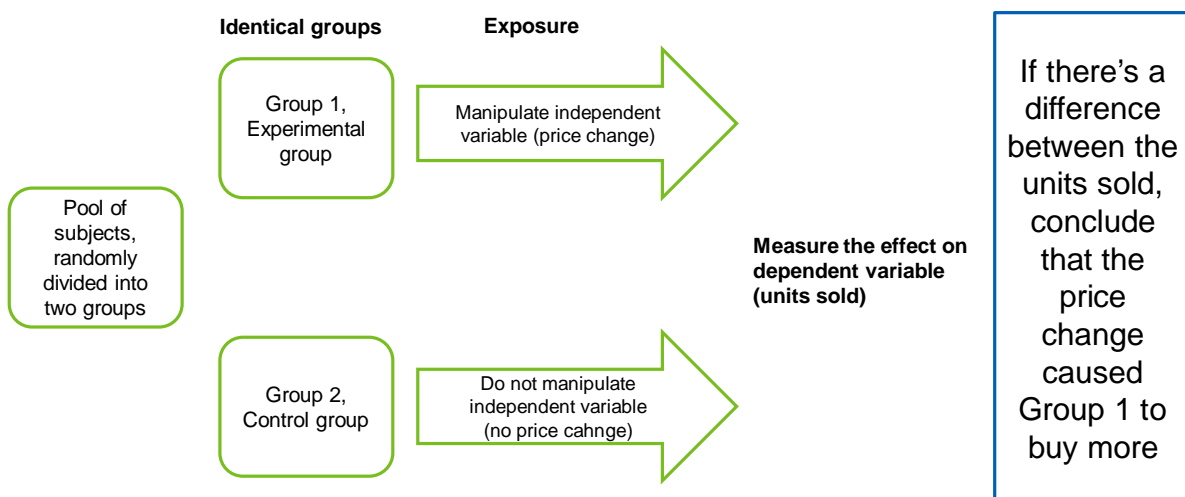 Identical groups
Exposure
Group 1,
Experimental
group
Manipulate independent
variable (price change)
Pool of
subjects,
randomly
divided into
two groups
Measure the effect on
dependent variable
(units sold)
Group 2,
Control group
Do not manipulate
independent variable
(no price cahnge)
If there’s a
difference
between the
units sold,
conclude
that the
price
change
caused
Group 1 to
buy more